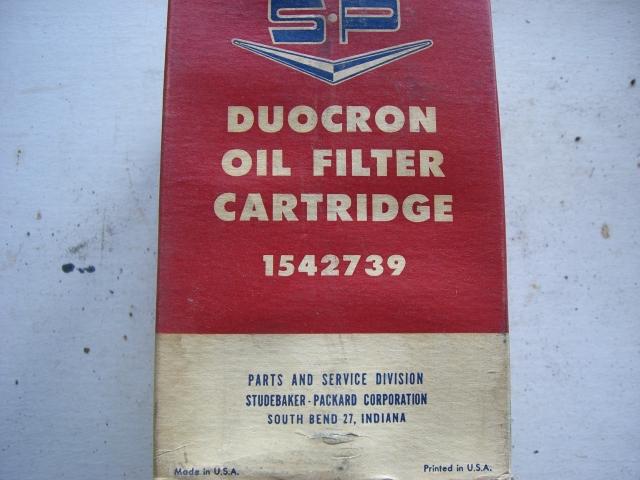 S-P
DUOCRON
OIL FILTER
CARTRIDGE
1542739
PARTS AND SERVICE DIVISION
STUDEBAKER-PACKARD CORPORATION
SOUTH BEND 27, INDIANA
Made in U.S.A. Printed in U.S.A.